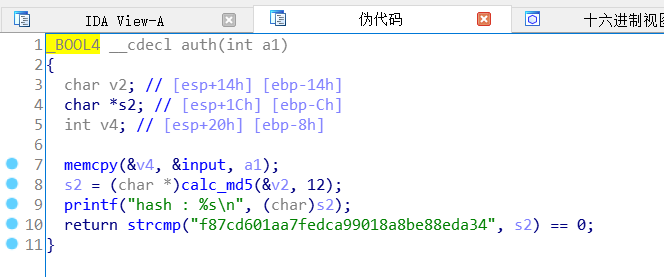 IDA View-A 伪代码 十六进制视图
1 _BOOL4 __cdecl auth(int a1)
2 {
3 char v2; // [esp+14h] [ebp-14h]
4 char *s2; // [esp+1Ch] [ebp-Ch]
5 int v4; // [esp+20h] [ebp-8h]
6
7 memcpy(&v4, &input, a1);
8 s2 = (char *)calc_md5(&v2, 12);
9 printf("hash : %s\n", (char)s2);
10 return strcmp("f87cd601aa7fedca99018a8be88eda34", s2) == 0;
11 }